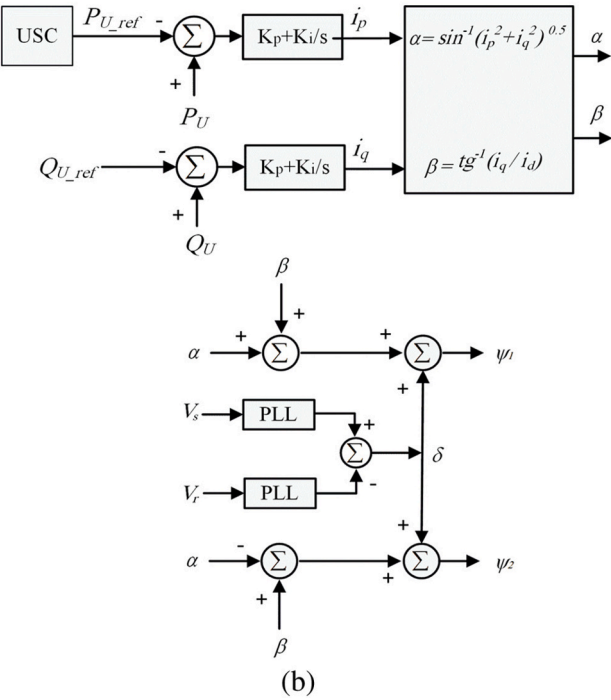 USC P_U_ref - Σ + P_U Kp+Ki/s i_p
α=sin⁻¹(i_p²+i_q²)^0.5 α
β
Q_U_ref - Σ + Q_U Kp+Ki/s i_q
β=tg⁻¹(i_q/i_d)
β
+
α + Σ + Σ ψ₁
+
V_s PLL +
Σ δ
V_r PLL -
+
α - Σ + Σ ψ₂
+
β
(b)